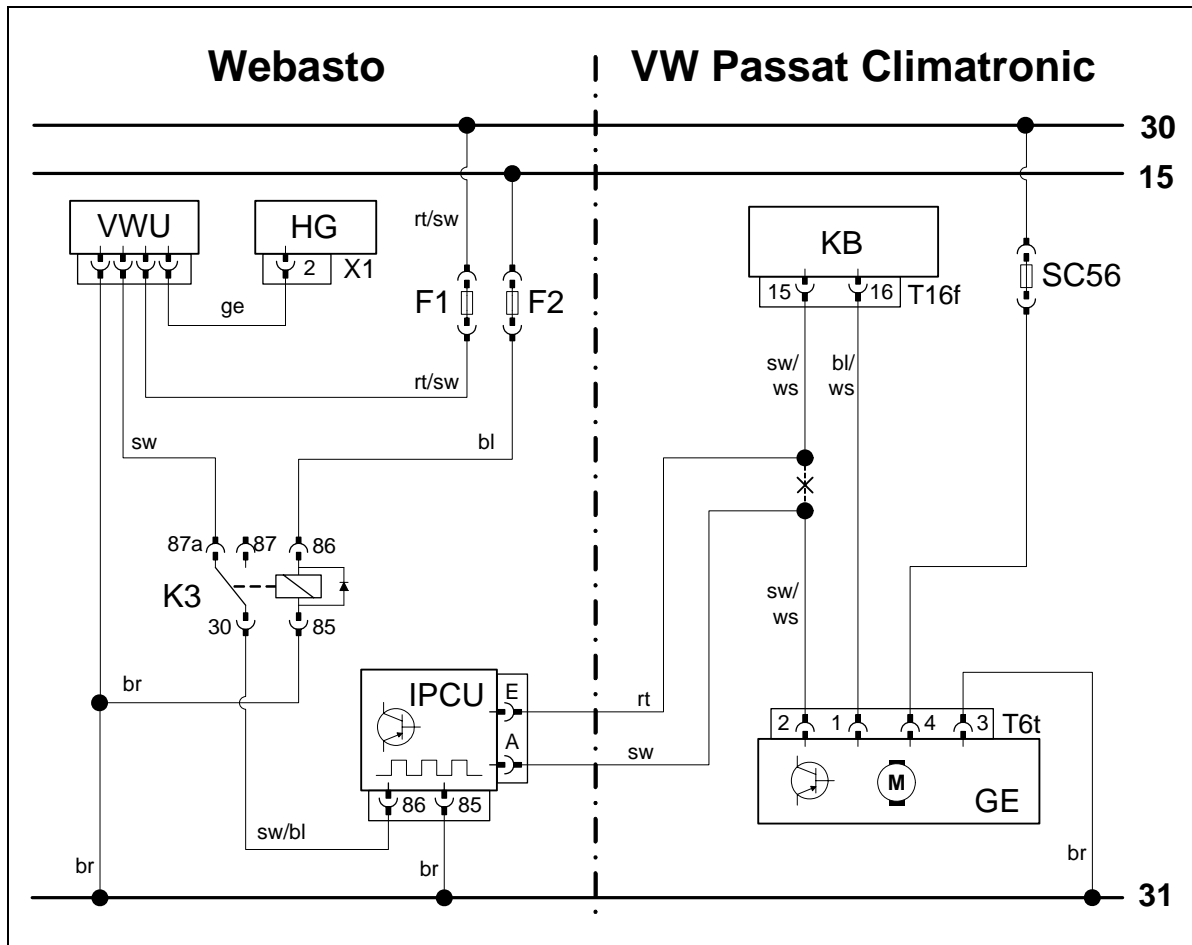 Webasto
VW Passat Climatronic
30
15
VWU
HG
2
X1
rt/sw
F1
F2
ge
rt/sw
KB
15
16
T16f
SC56
sw/
ws
bl/
ws
sw
bl
87a
87
86
K3
30
85
sw/
ws
br
IPCU
E
A
rt
sw
86
85
2
1
4
3
T6t
M
GE
sw/bl
br
br
br
31